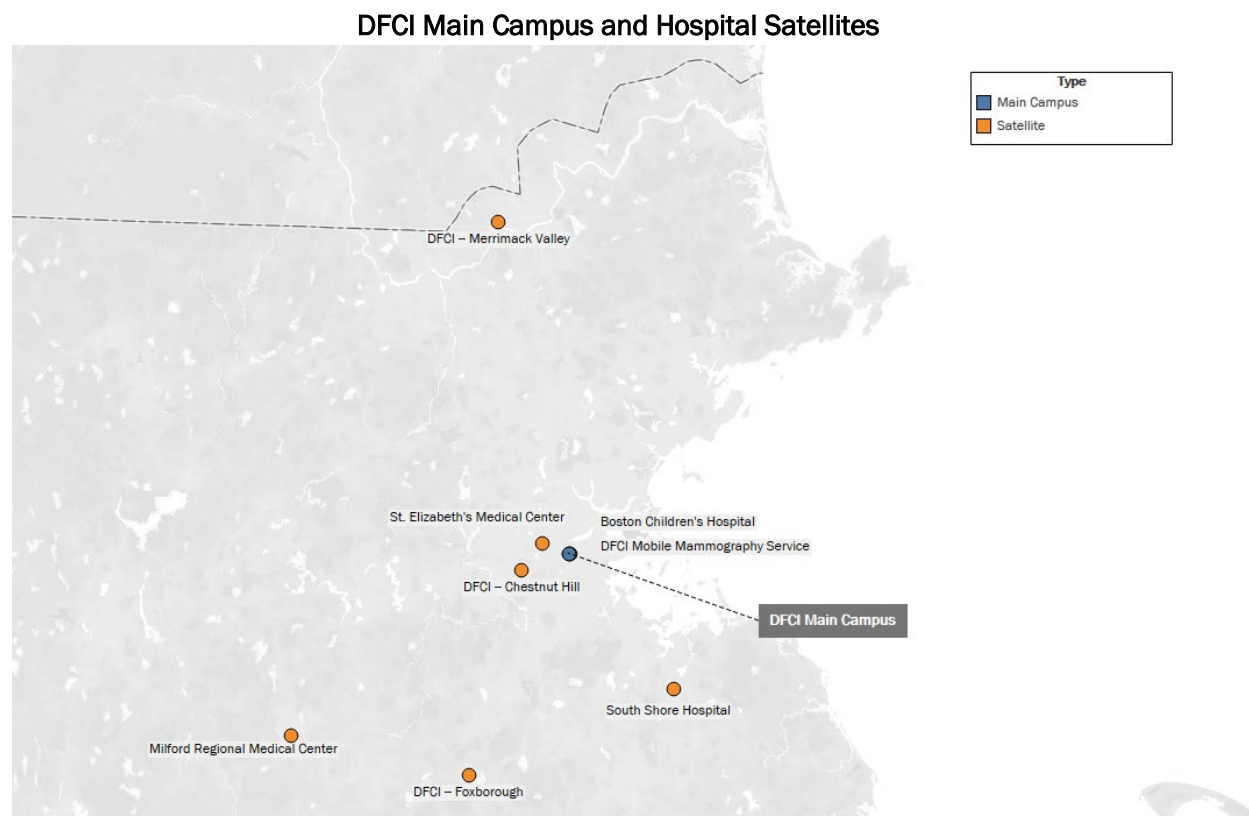 DFCI Main Campus and Hospital Satellites
Type
Main Campus
Satellite
DFCI – Merrimack Valley
St. Elizabeth's Medical Center
Boston Children's Hospital
DFCI Mobile Mammography Service
DFCI – Chestnut Hill
DFCI Main Campus
South Shore Hospital
Milford Regional Medical Center
DFCI – Foxborough